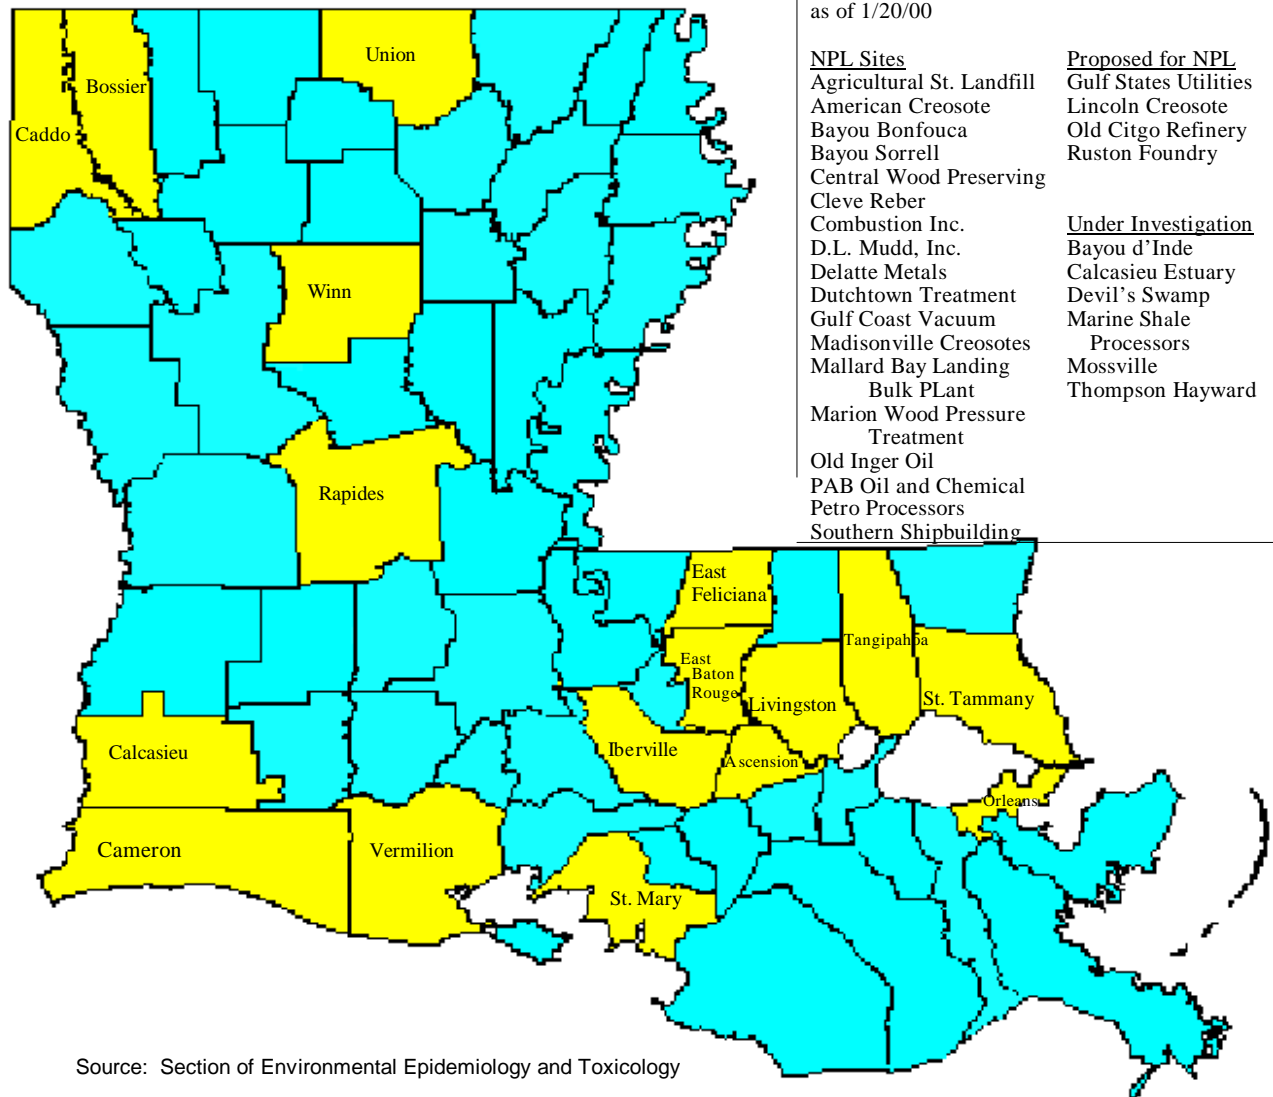 as of 1/20/00
NPL Sites
Agricultural St. Landfill
American Creosote
Bayou Bonfouca
Bayou Sorrell
Central Wood Preserving
Cleve Reber
Combustion Inc.
D.L. Mudd, Inc.
Delatte Metals
Dutchtown Treatment
Gulf Coast Vacuum
Madisonville Creosotes
Mallard Bay Landing
Bulk PLant
Marion Wood Pressure
Treatment
Old Inger Oil
PAB Oil and Chemical
Petro Processors
Southern Shipbuilding
Proposed for NPL
Gulf States Utilities
Lincoln Creosote
Old Citgo Refinery
Ruston Foundry
Under Investigation
Bayou d’Inde
Calcasieu Estuary
Devil’s Swamp
Marine Shale
Processors
Mossville
Thompson Hayward
Union
Bossier
Caddo
Winn
Rapides
East
Feliciana
Tangipahoa
East
Baton
Rouge
Livingston
St. Tammany
Calcasieu
Iberville
Ascension
Orleans
Cameron
Vermilion
St. Mary
Source: Section of Environmental Epidemiology and Toxicology